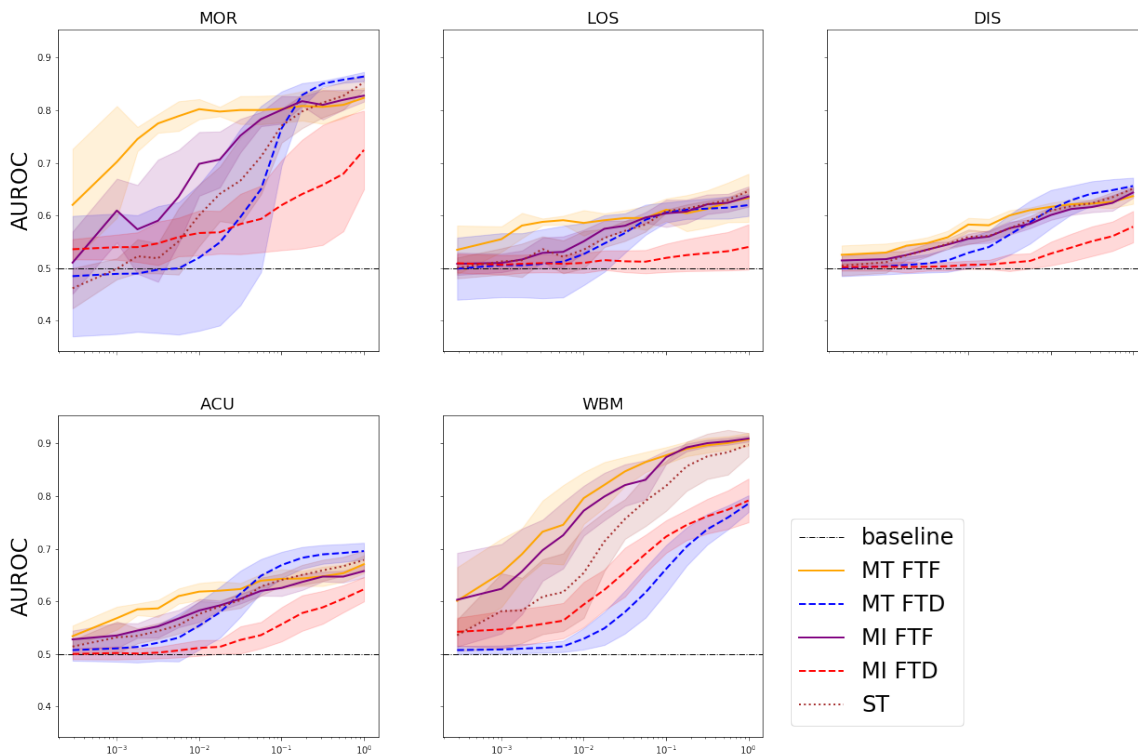 MOR
LOS
DIS
AUROC
0.9
0.8
0.7
0.6
0.5
0.4
ACU
WBM
AUROC
0.9
0.8
0.7
0.6
0.5
0.4
10⁻³
10⁻²
10⁻¹
10⁰
10⁻³
10⁻²
10⁻¹
10⁰
baseline
MT FTF
MT FTD
MI FTF
MI FTD
ST